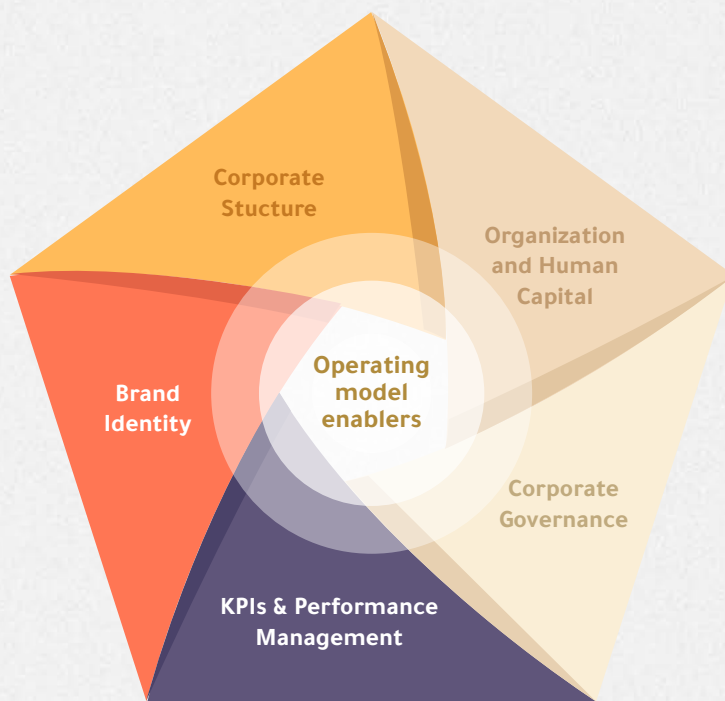 Corporate
Stucture
Organization
and Human
Capital
Operating
model
enablers
Brand
Identity
Corporate
Governance
KPIs & Performance
Management